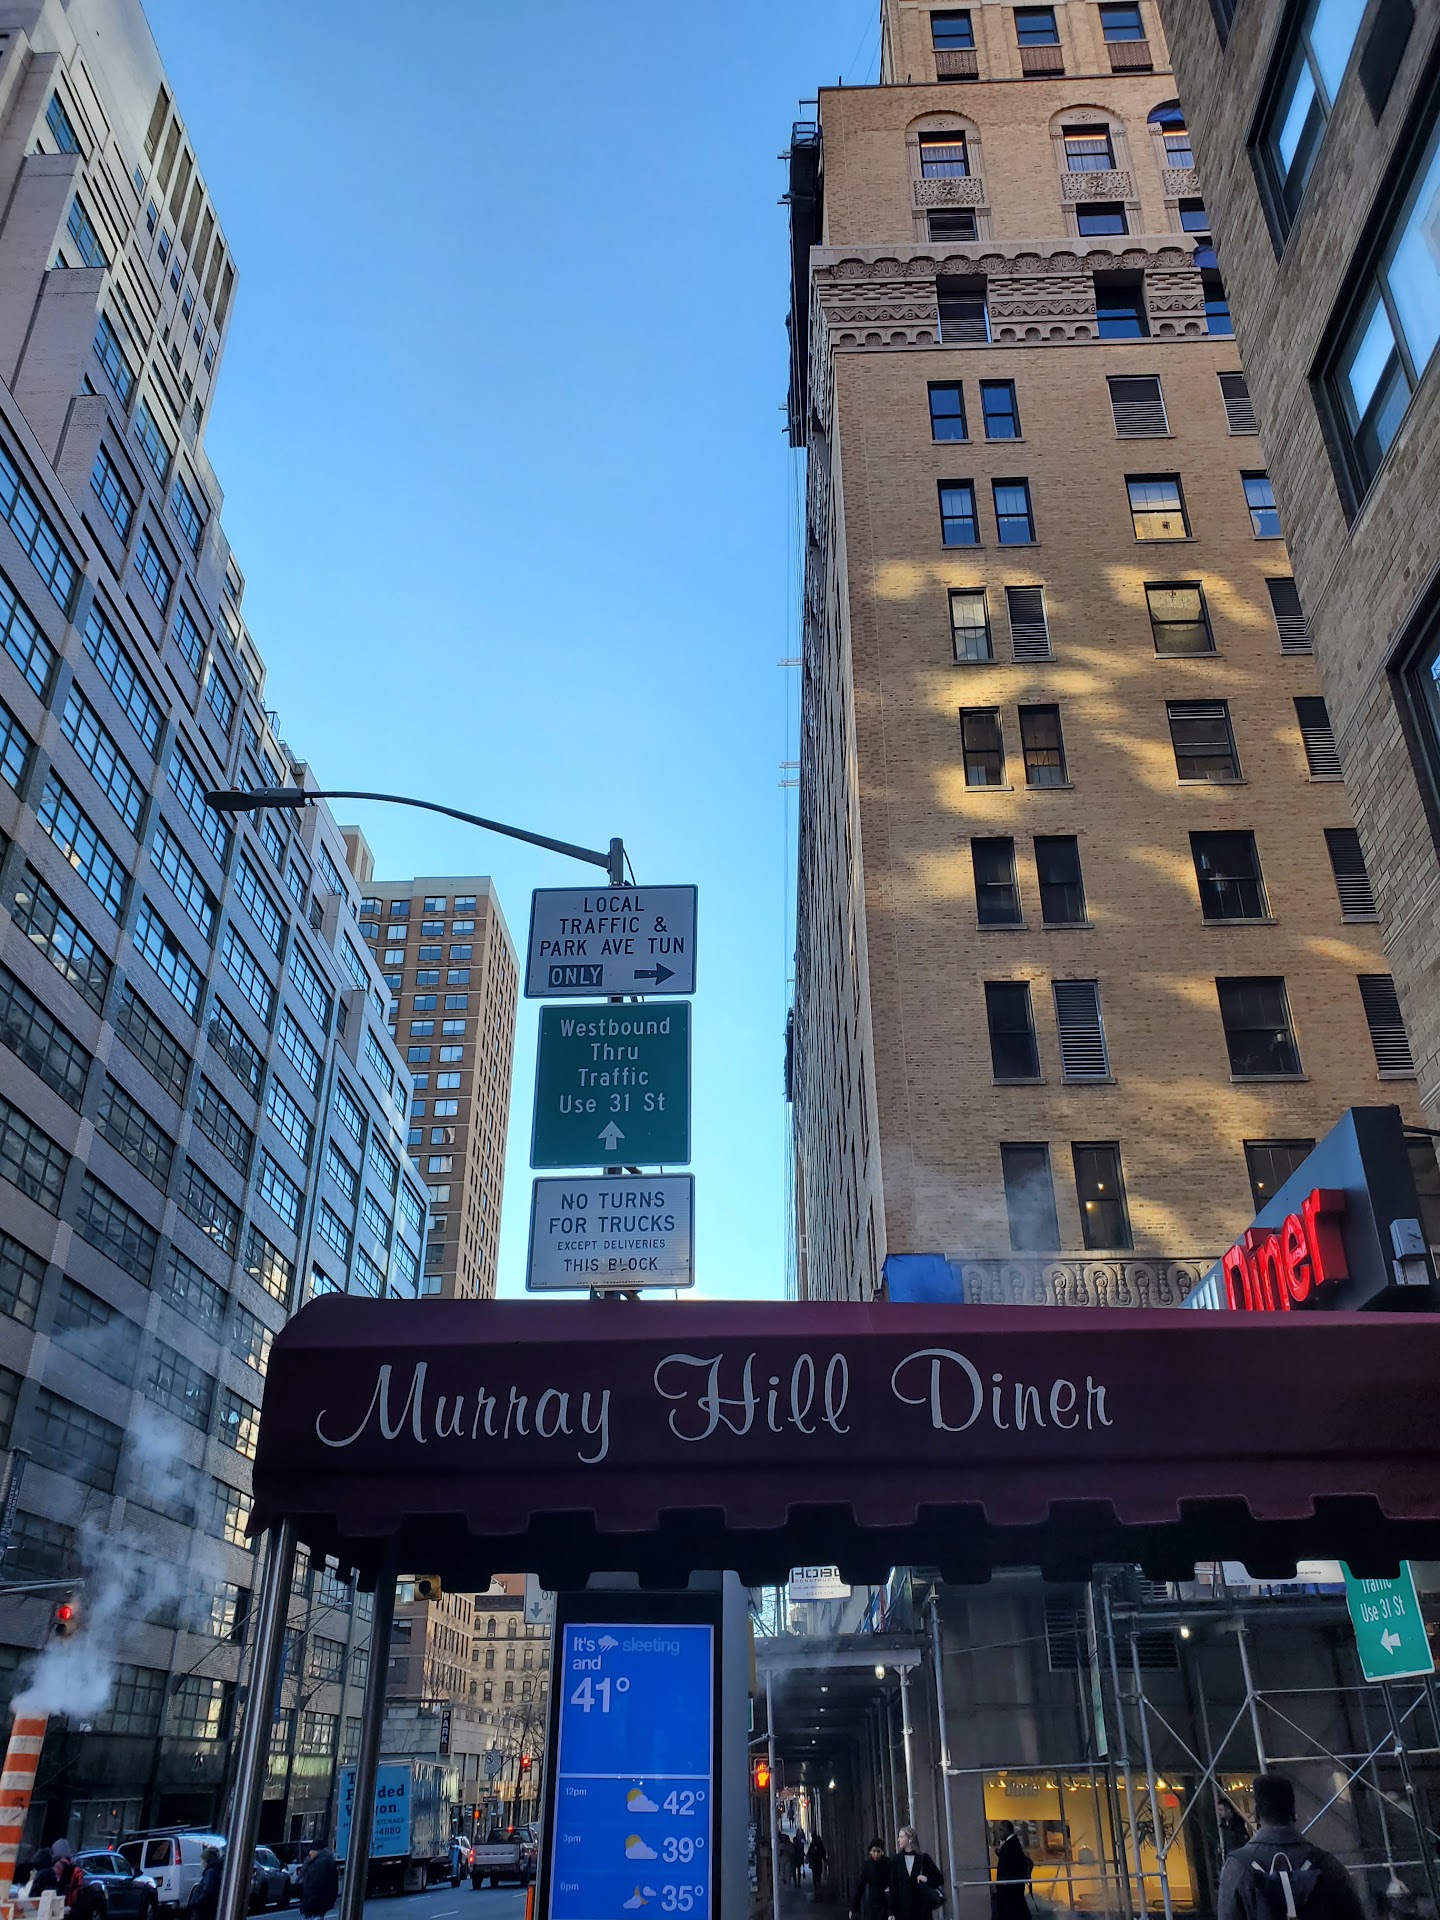 LOCAL
TRAFFIC &
PARK AVE TUN
ONLY
Westbound
Thru
Traffic
Use 31 St
NO TURNS
FOR TRUCKS
EXCEPT DELIVERIES
THIS BLOCK
Diner
Murray Hill Diner
Traffic
Use 31 St
It's sleeting
and
41°
12pm 42°
3pm 39°
6pm 35°
PARK